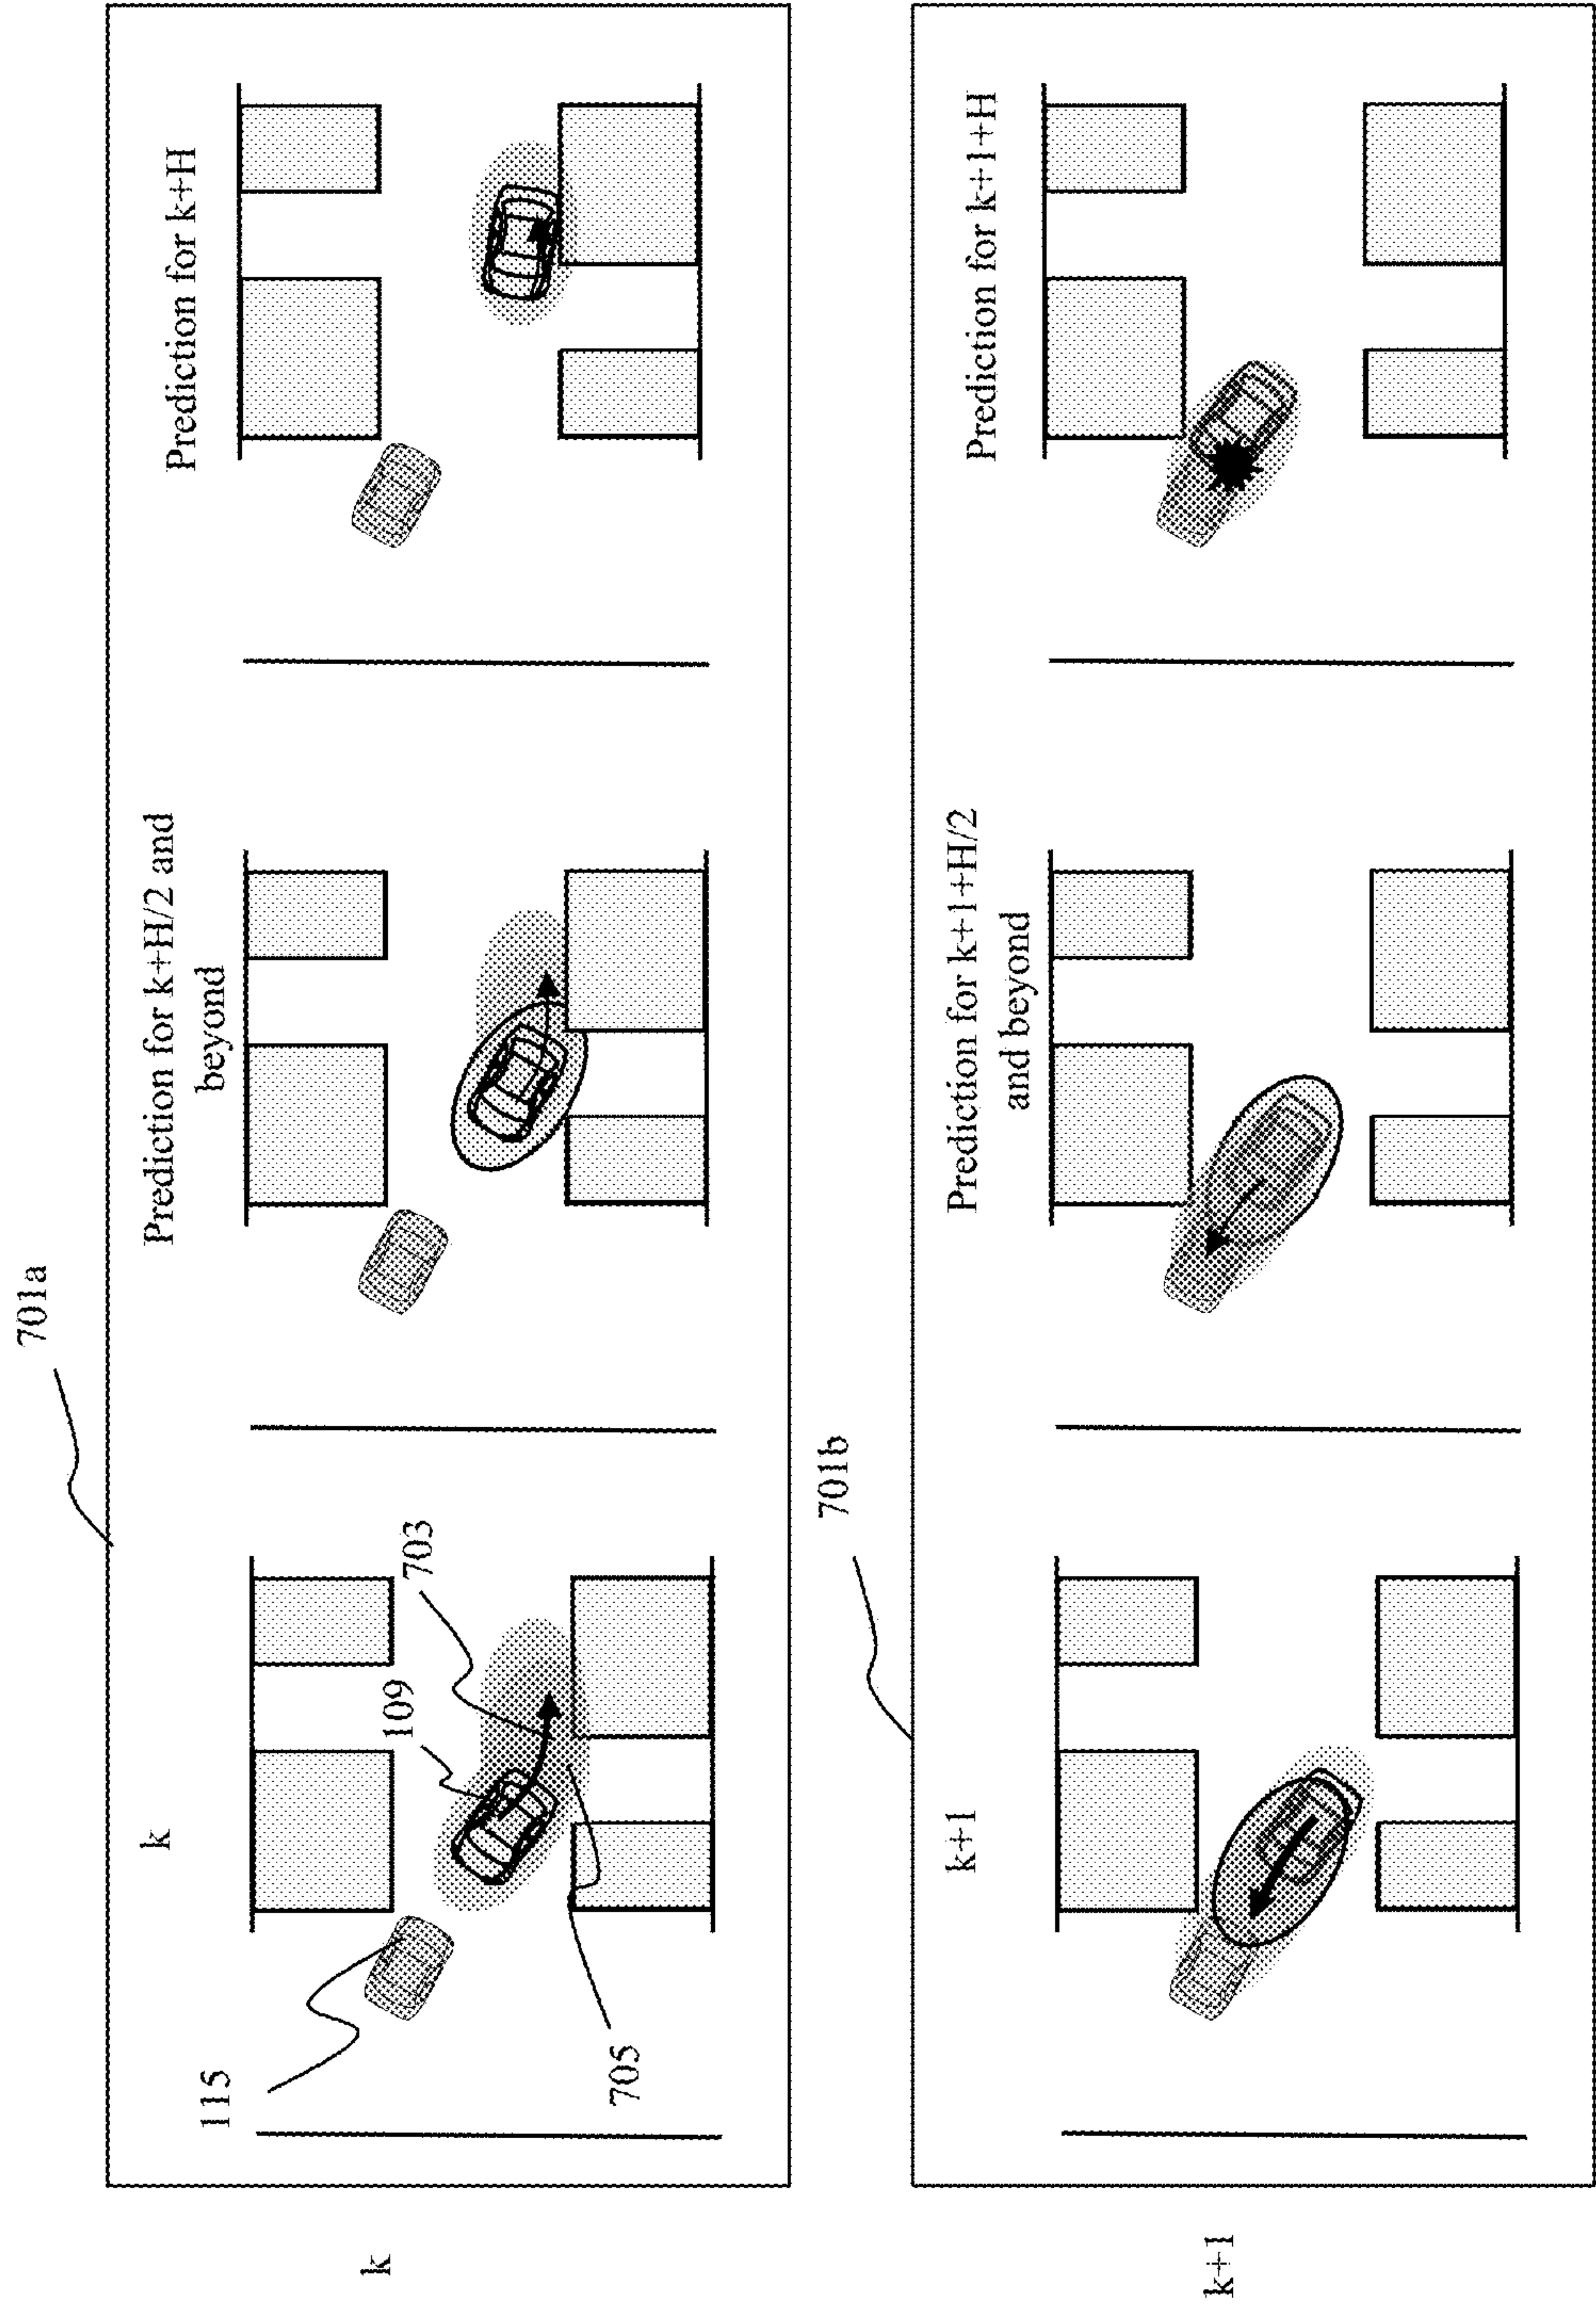 701a
k
k
Prediction for k+H/2 and
beyond
Prediction for k+H
115
109
703
705
701b
k+1
k+1
Prediction for k+1+H/2
and beyond
Prediction for k+1+H